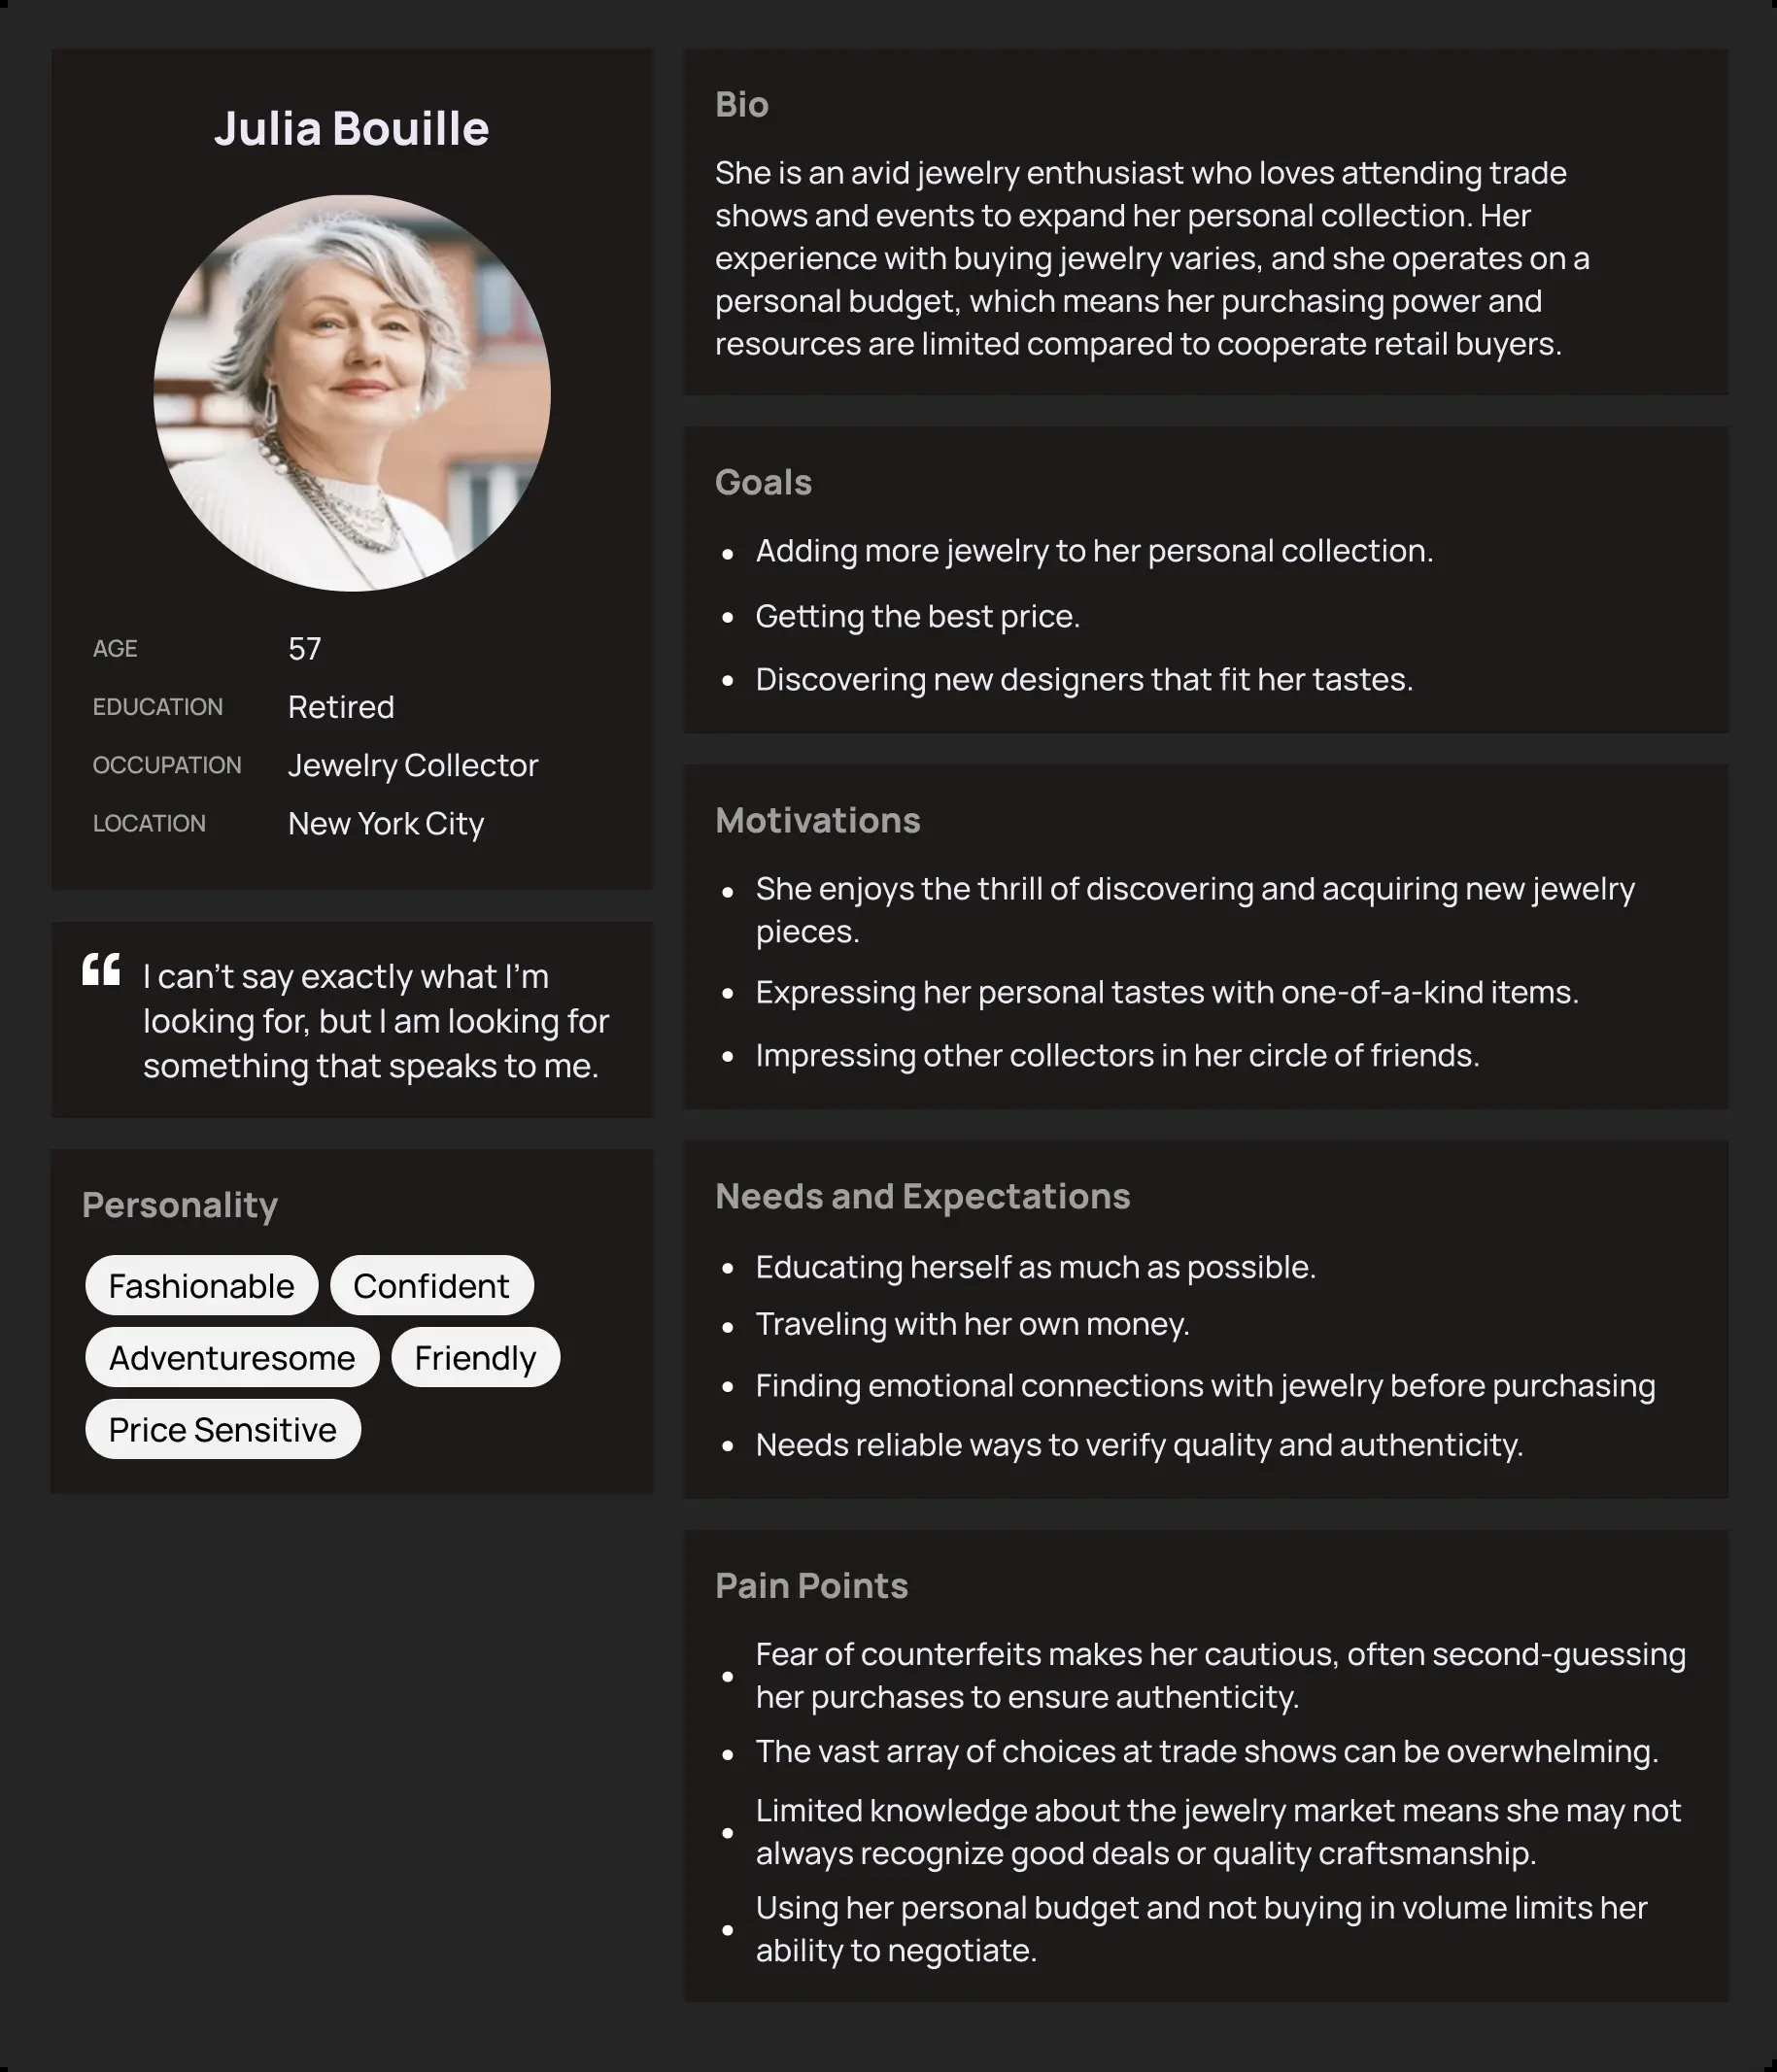 Julia Bouille
AGE 57
EDUCATION Retired
OCCUPATION Jewelry Collector
LOCATION New York City
“ I can’t say exactly what I’m
looking for, but I am looking for
something that speaks to me.
Personality
Fashionable Confident
Adventuresome Friendly
Price Sensitive
Bio
She is an avid jewelry enthusiast who loves attending trade
shows and events to expand her personal collection. Her
experience with buying jewelry varies, and she operates on a
personal budget, which means her purchasing power and
resources are limited compared to cooperate retail buyers.
Goals
• Adding more jewelry to her personal collection.
• Getting the best price.
• Discovering new designers that fit her tastes.
Motivations
• She enjoys the thrill of discovering and acquiring new jewelry
pieces.
• Expressing her personal tastes with one-of-a-kind items.
• Impressing other collectors in her circle of friends.
Needs and Expectations
• Educating herself as much as possible.
• Traveling with her own money.
• Finding emotional connections with jewelry before purchasing
• Needs reliable ways to verify quality and authenticity.
Pain Points
• Fear of counterfeits makes her cautious, often second-guessing
her purchases to ensure authenticity.
• The vast array of choices at trade shows can be overwhelming.
• Limited knowledge about the jewelry market means she may not
always recognize good deals or quality craftsmanship.
• Using her personal budget and not buying in volume limits her
ability to negotiate.